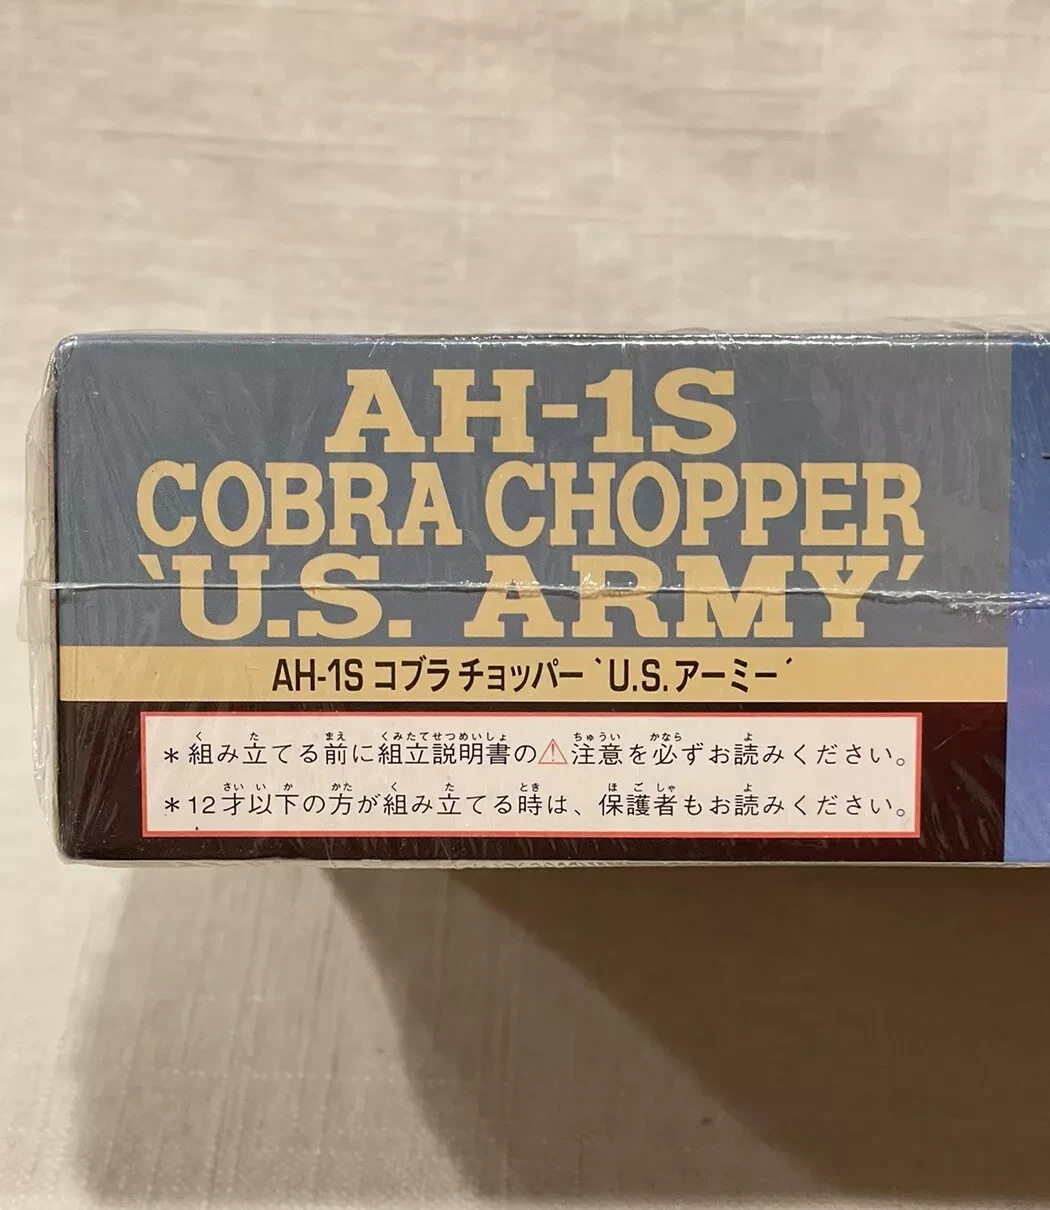 AH-1S
COBRA CHOPPER
‵U.S. ARMY′
AH-1S コブラチョッパー‵U.S.アーミー′
＊組み立てる前に組立説明書の⚠注意を必ずお読みください。
＊12才以下の方が組み立てる時は、保護者もお読みください。